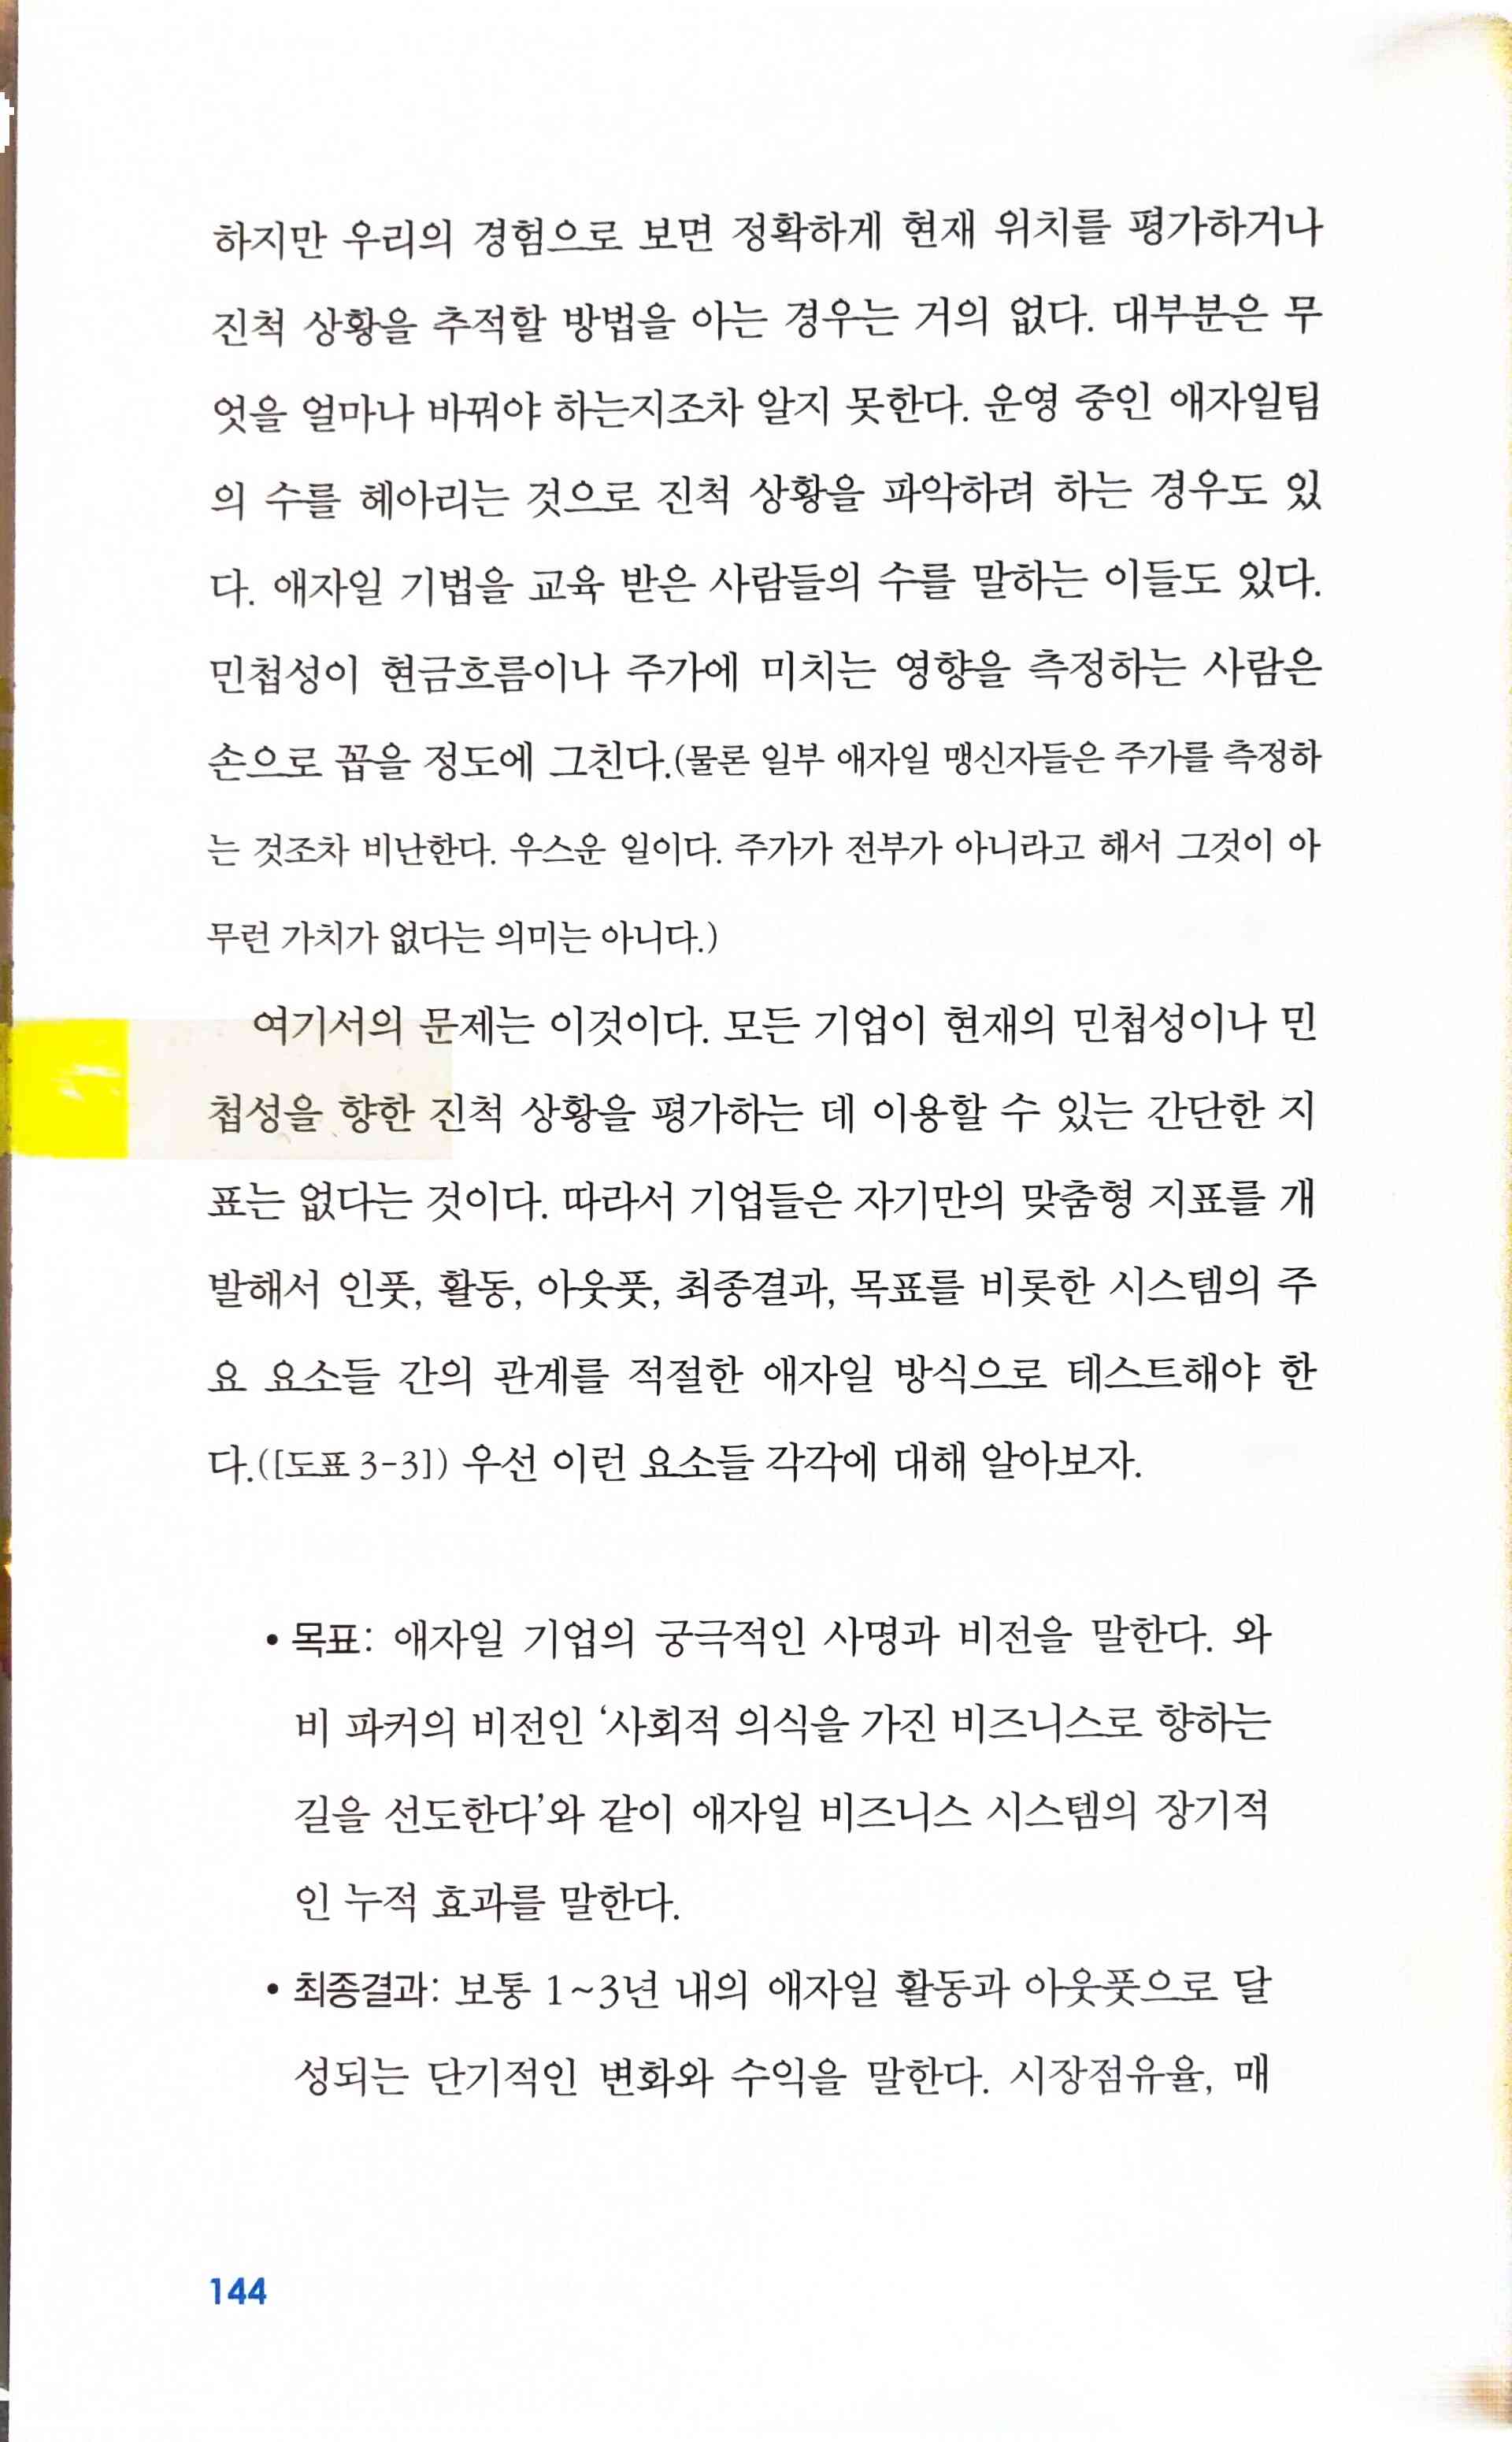 하지만 우리의 경험으로 보면 정확하게 현재 위치를 평가하거나
진척 상황을 추적할 방법을 아는 경우는 거의 없다. 대부분은 무
엇을 얼마나 바꿔야 하는지조차 알지 못한다. 운영 중인 애자일팀
의 수를 헤아리는 것으로 진척 상황을 파악하려 하는 경우도 있
다. 애자일 기법을 교육 받은 사람들의 수를 말하는 이들도 있다.
민첩성이 현금흐름이나 주가에 미치는 영향을 측정하는 사람은
손으로 꼽을 정도에 그친다.(물론 일부 애자일 맹신자들은 주가를 측정하
는 것조차 비난한다. 우스운 일이다. 주가가 전부가 아니라고 해서 그것이 아
무런 가치가 없다는 의미는 아니다.)
여기서의 문제는 이것이다. 모든 기업이 현재의 민첩성이나 민
첩성을 향한 진척 상황을 평가하는 데 이용할 수 있는 간단한 지
표는 없다는 것이다. 따라서 기업들은 자기만의 맞춤형 지표를 개
발해서 인풋, 활동, 아웃풋, 최종결과, 목표를 비롯한 시스템의 주
요 요소들 간의 관계를 적절한 애자일 방식으로 테스트해야 한
다.([도표 3-3]) 우선 이런 요소들 각각에 대해 알아보자.
• 목표: 애자일 기업의 궁극적인 사명과 비전을 말한다. 와
비 파커의 비전인 ‘사회적 의식을 가진 비즈니스로 향하는
길을 선도한다’와 같이 애자일 비즈니스 시스템의 장기적
인 누적 효과를 말한다.
• 최종결과: 보통 1~3년 내의 애자일 활동과 아웃풋으로 달
성되는 단기적인 변화와 수익을 말한다. 시장점유율, 매
144